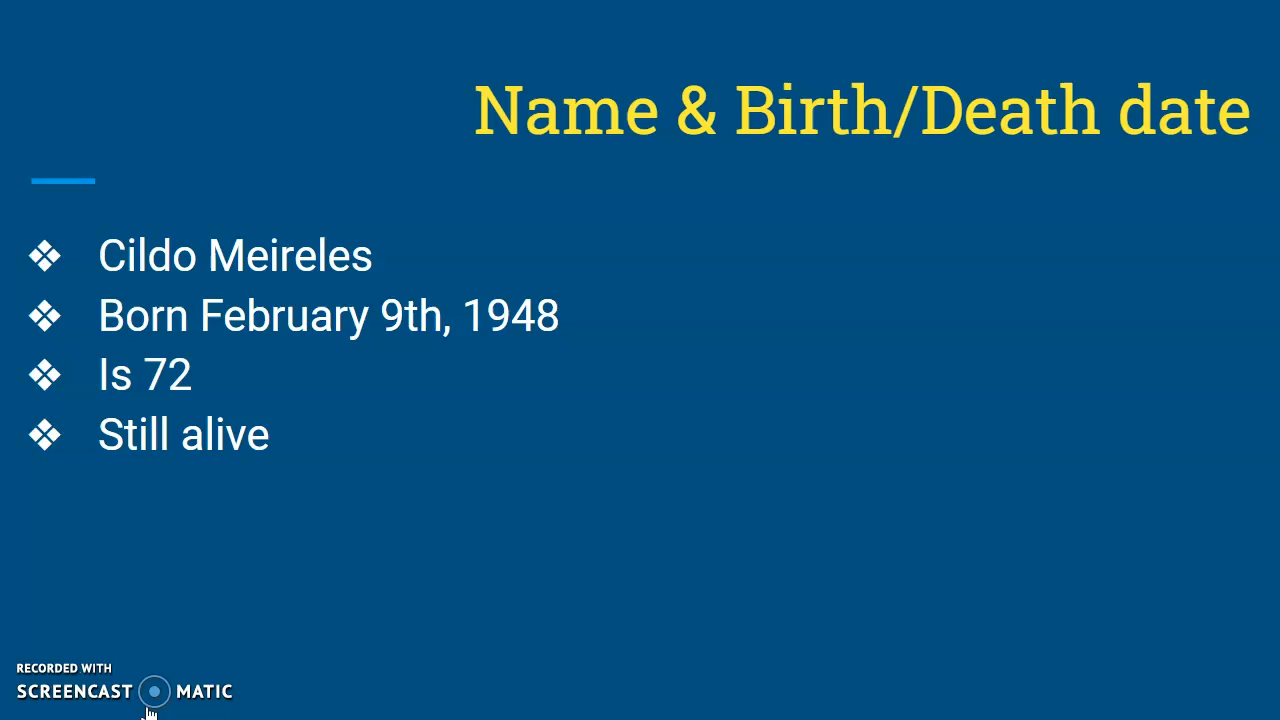 Name & Birth/Death date
❖ Cildo Meireles
❖ Born February 9th, 1948
❖ Is 72
❖ Still alive
RECORDED WITH
SCREENCAST MATIC